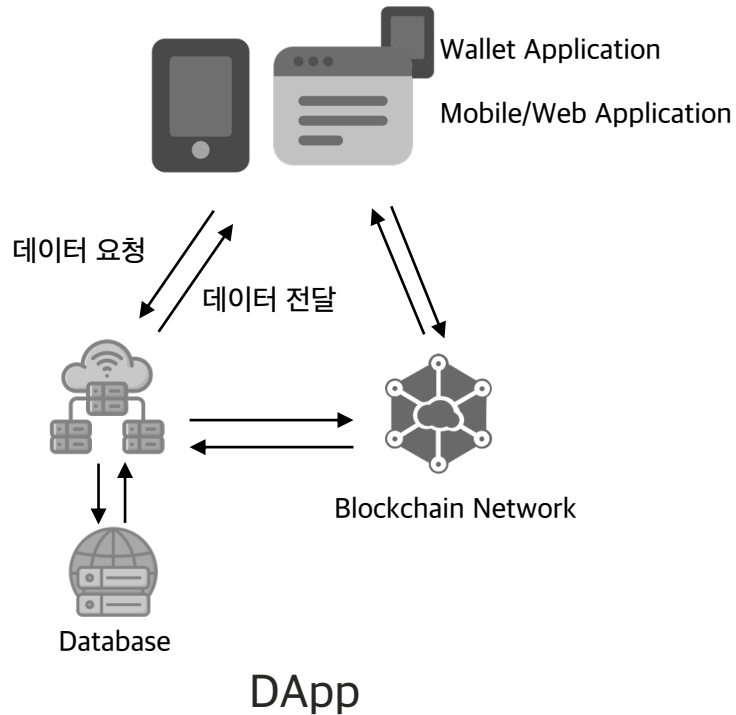 Wallet Application
Mobile/Web Application
데이터 요청
데이터 전달
Blockchain Network
Database
DApp